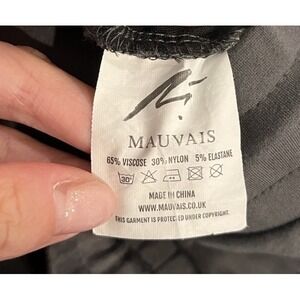 MAUVAIS
65% VISCOSE 30% NYLON 5% ELASTANE
30°
MADE IN CHINA
WWW.MAUVAIS.CO.UK
THIS GARMENT IS PROTECTED UNDER COPYRIGHT.